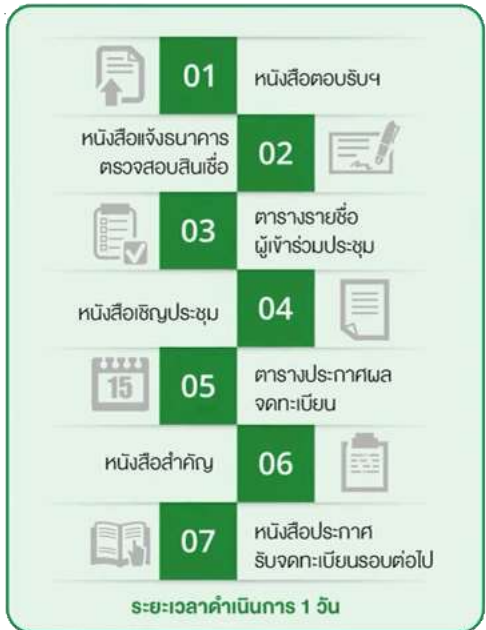 01
หนังสือตอบรับฯ
หนังสือแจ้งธนาคาร
ตรวจสอบสินเชื่อ
02
03
ตารางรายชื่อ
ผู้เข้าร่วมประชุม
หนังสือเชิญประชุม
04
15
05
ตารางประกาศผล
จดทะเบียน
หนังสือสำคัญ
06
07
หนังสือประกาศ
รับจดทะเบียนรอบต่อไป
ระยะเวลาดำเนินการ 1 วัน